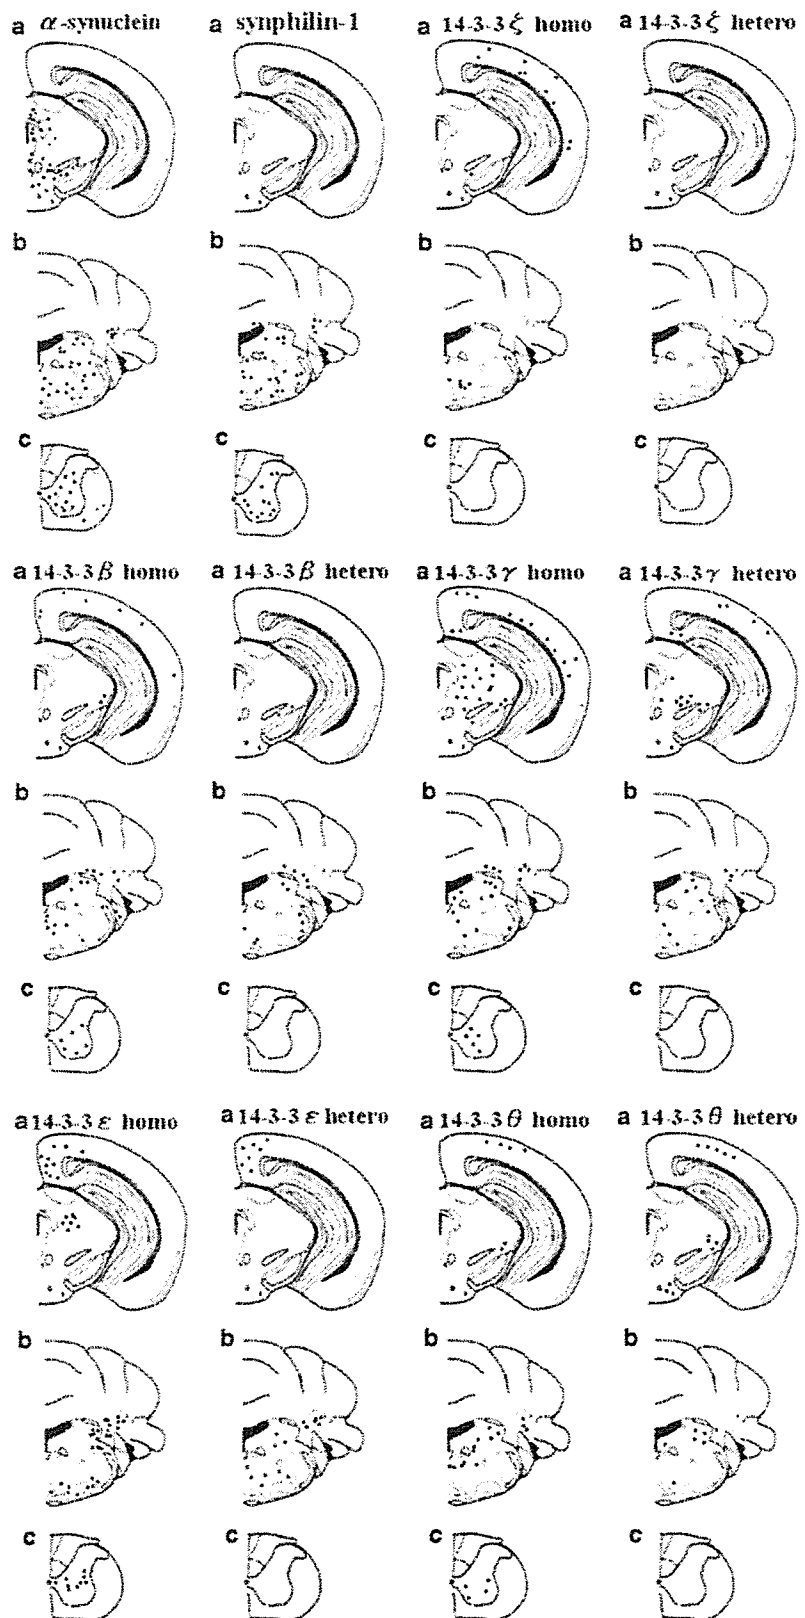 a α-synuclein a synphilin-1 a 14-3-3ζ homo a 14-3-3ζ hetero
b b b b
c c c c
a 14-3-3β homo a 14-3-3β hetero a 14-3-3γ homo a 14-3-3γ hetero
b b b b
c c c c
a 14-3-3ε homo a 14-3-3ε hetero a 14-3-3θ homo a 14-3-3θ hetero
b b b b
c c c c